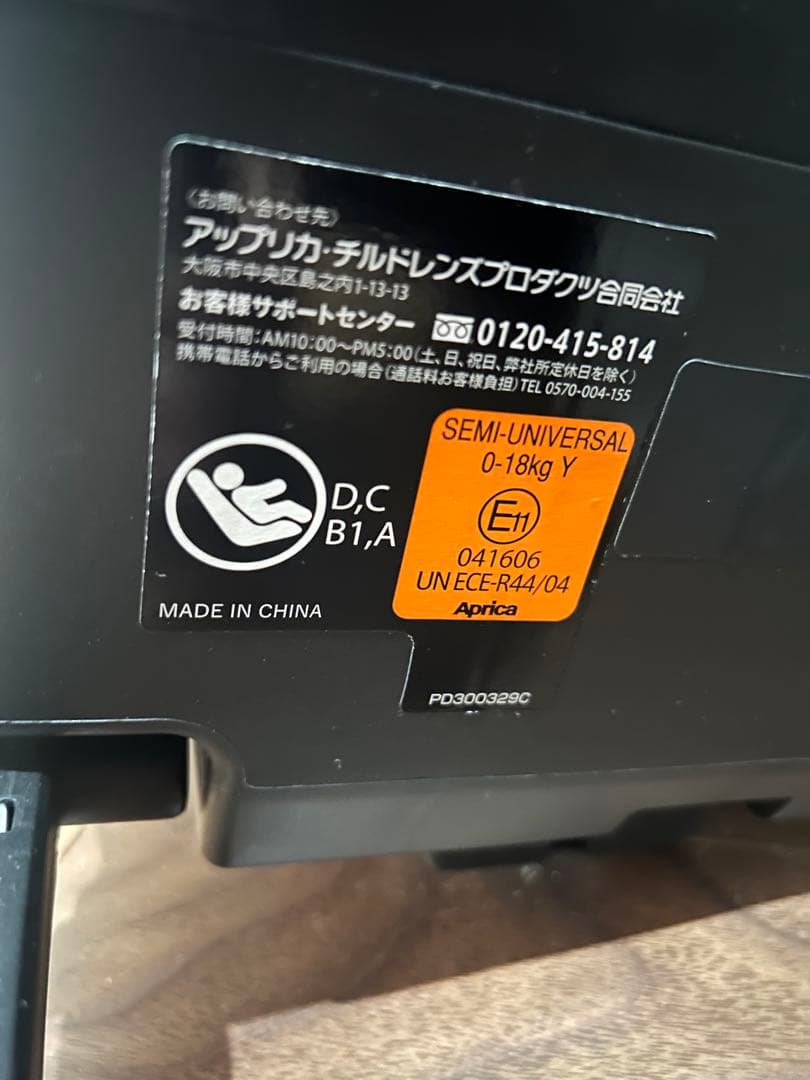 〈お問い合わせ先〉
アップリカ・チルドレンズプロダクツ合同会社
大阪市中央区島之内1-13-13
お客様サポートセンター 0120-415-814
受付時間:AM10:00〜PM5:00(土、日、祝日、弊社所定休日を除く)
携帯電話からご利用の場合(通話料お客様負担)TEL 0570-004-155
D,C
B1,A
MADE IN CHINA
SEMI-UNIVERSAL
0-18kg Y
E11
041606
UN ECE-R44/04
Aprica
PD300329C